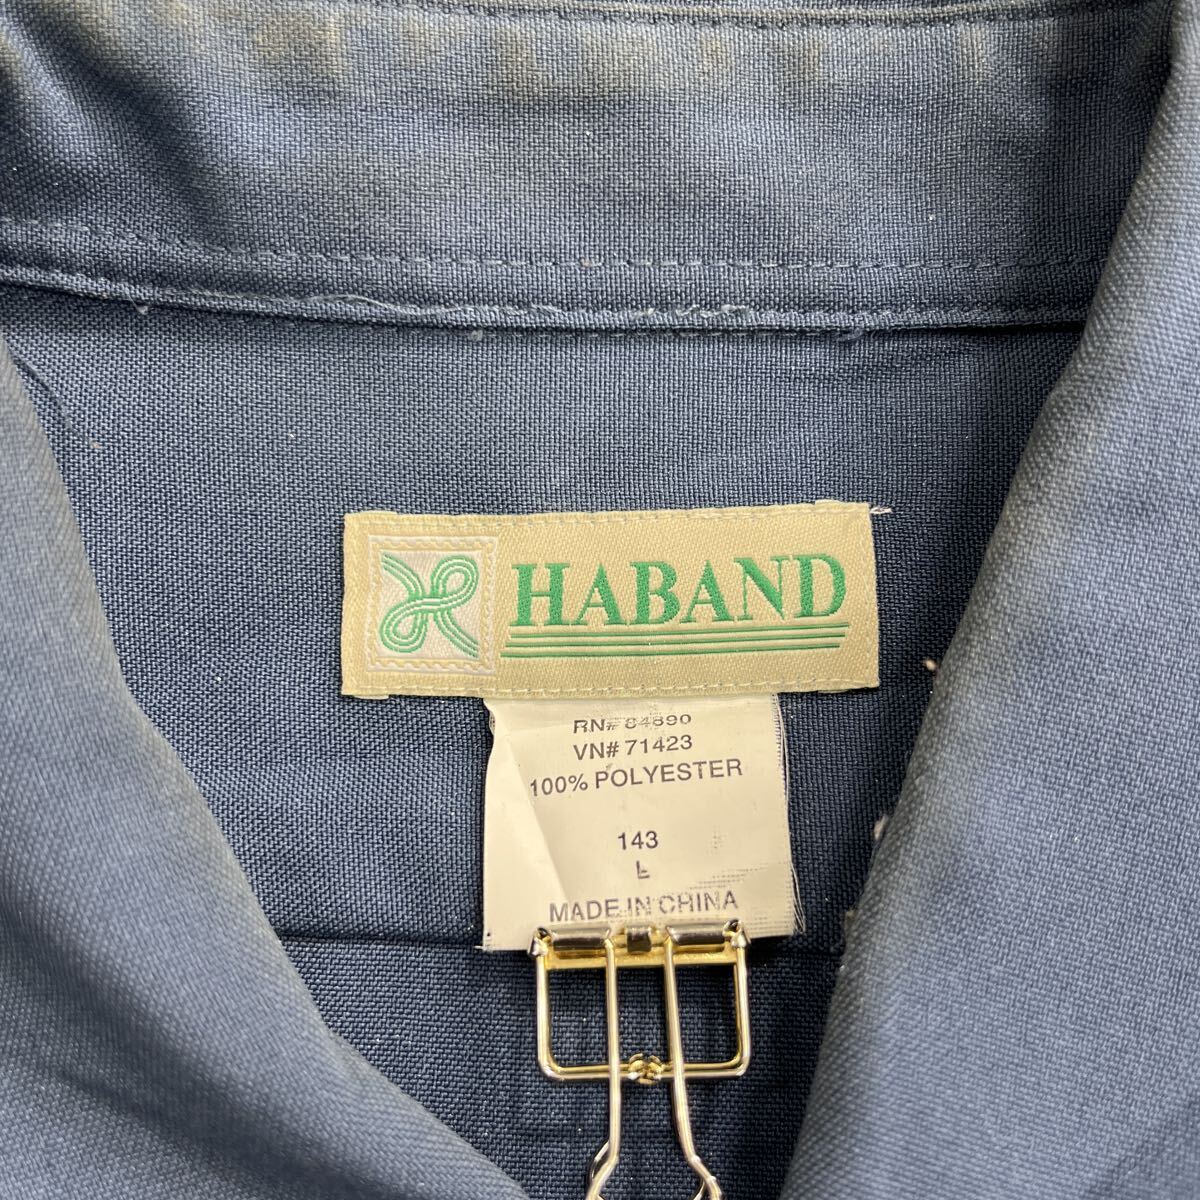 HABAND
RN# 84890
VN# 71423
100% POLYESTER
143
L
MADE IN CHINA